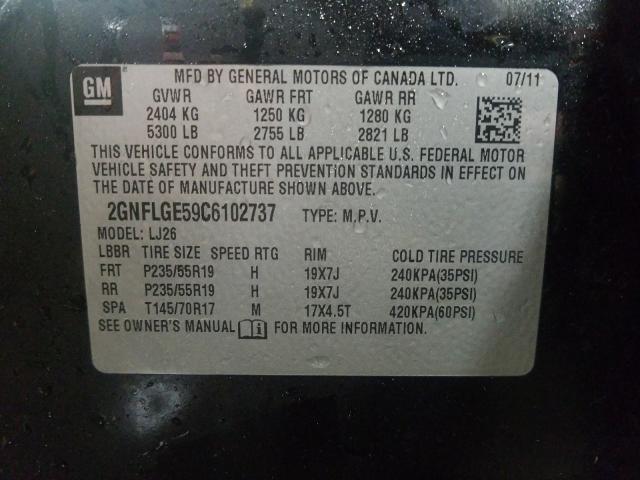 GM MFD BY GENERAL MOTORS OF CANADA LTD. 07/11
GVWR GAWR FRT GAWR RR
2404 KG 1250 KG 1280 KG
5300 LB 2755 LB 2821 LB
THIS VEHICLE CONFORMS TO ALL APPLICABLE U.S. FEDERAL MOTOR
VEHICLE SAFETY AND THEFT PREVENTION STANDARDS IN EFFECT ON
THE DATE OF MANUFACTURE SHOWN ABOVE.
2GNFLGE59C6102737 TYPE: M.P.V.
MODEL: LJ26
LBBR TIRE SIZE SPEED RTG RIM COLD TIRE PRESSURE
FRT P235/55R19 H 19X7J 240KPA(35PSI)
RR P235/55R19 H 19X7J 240KPA(35PSI)
SPA T145/70R17 M 17X4.5T 420KPA(60PSI)
SEE OWNER'S MANUAL FOR MORE INFORMATION.